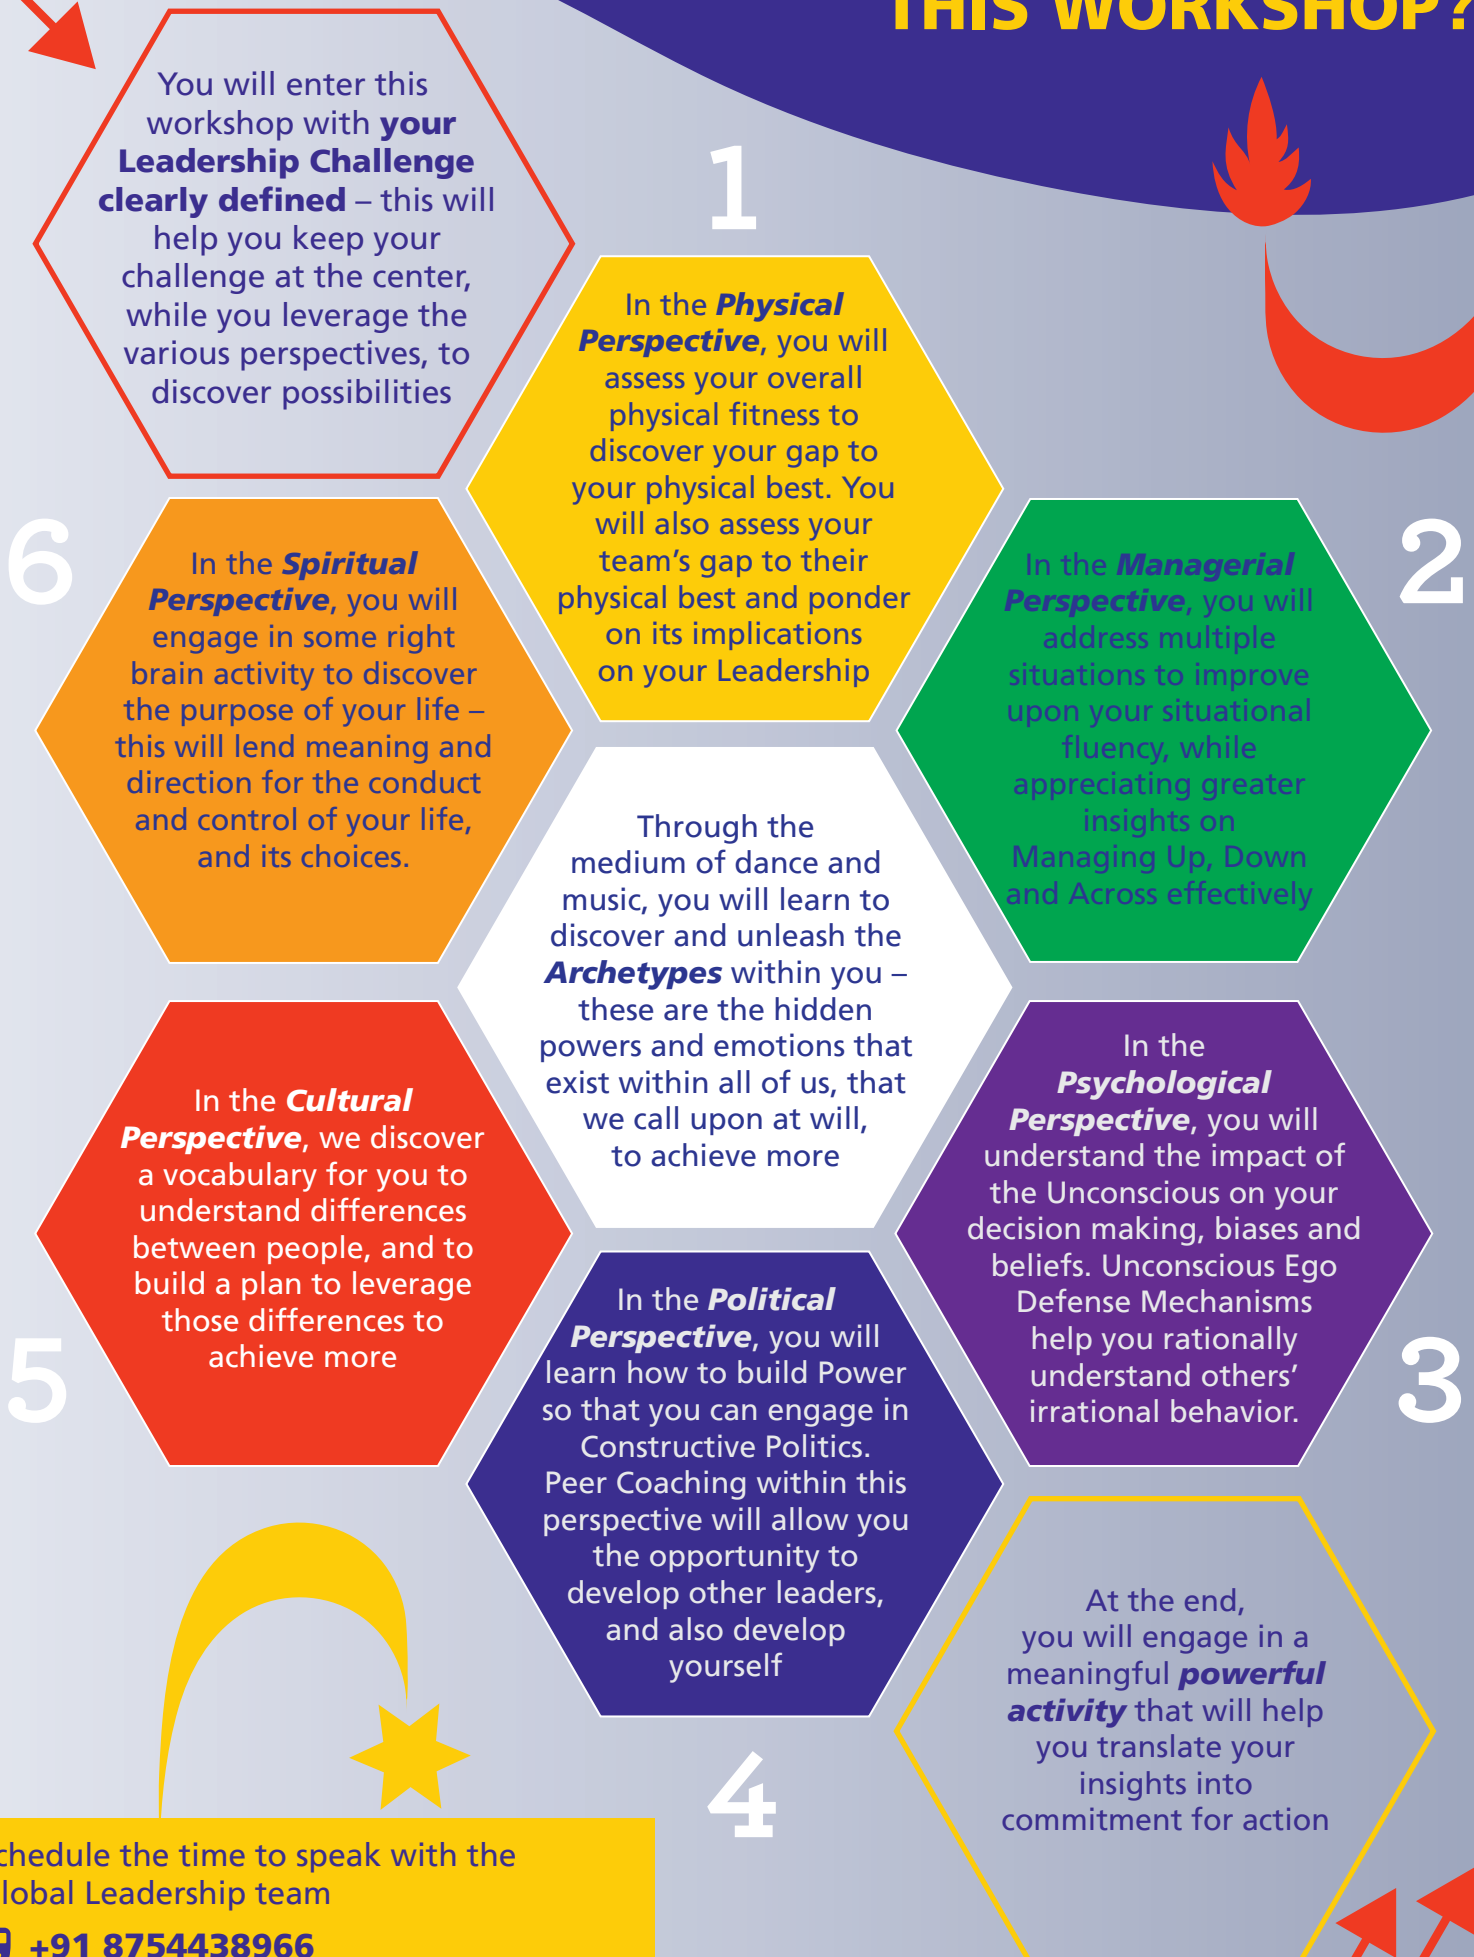 THIS WORKSHOP?
You will enter this
workshop with your
Leadership Challenge
clearly defined – this will
help you keep your
challenge at the center,
while you leverage the
various perspectives, to
discover possibilities
1
In the Physical
Perspective, you will
assess your overall
physical fitness to
discover your gap to
your physical best. You
will also assess your
team’s gap to their
physical best and ponder
on its implications
on your Leadership
2
In the Managerial
Perspective, you will
address multiple
situations to improve
upon your situational
fluency, while
appreciating greater
insights on
Managing Up, Down
and Across effectively
6
In the Spiritual
Perspective, you will
engage in some right
brain activity to discover
the purpose of your life –
this will lend meaning and
direction for the conduct
and control of your life,
and its choices.
Through the
medium of dance and
music, you will learn to
discover and unleash the
Archetypes within you –
these are the hidden
powers and emotions that
exist within all of us, that
we call upon at will,
to achieve more
In the
Psychological
Perspective, you will
understand the impact of
the Unconscious on your
decision making, biases and
beliefs. Unconscious Ego
Defense Mechanisms
help you rationally
understand others’
irrational behavior.
3
In the Cultural
Perspective, we discover
a vocabulary for you to
understand differences
between people, and to
build a plan to leverage
those differences to
achieve more
5
In the Political
Perspective, you will
learn how to build Power
so that you can engage in
Constructive Politics.
Peer Coaching within this
perspective will allow you
the opportunity to
develop other leaders,
and also develop
yourself
4
At the end,
you will engage in a
meaningful powerful
activity that will help
you translate your
insights into
commitment for action
chedule the time to speak with the
lobal Leadership team
+91 8754438966